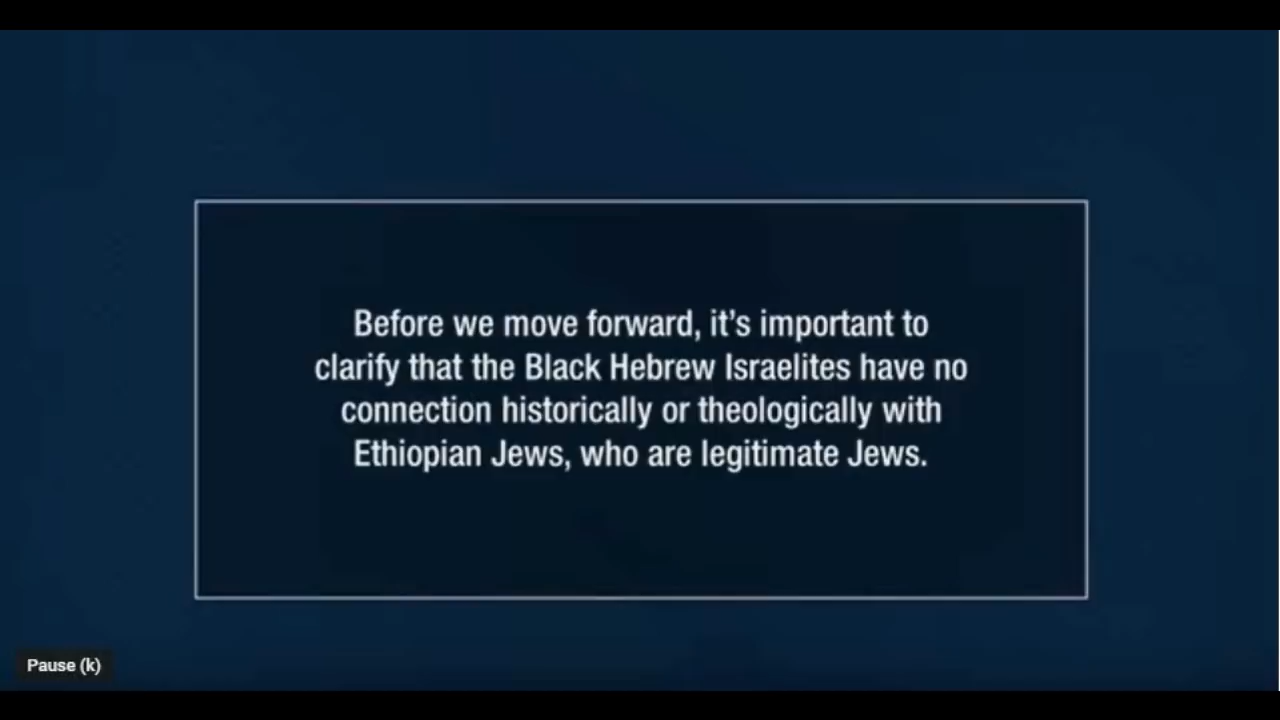 Before we move forward, it's important to
clarify that the Black Hebrew Israelites have no
connection historically or theologically with
Ethiopian Jews, who are legitimate Jews.
Pause (k)